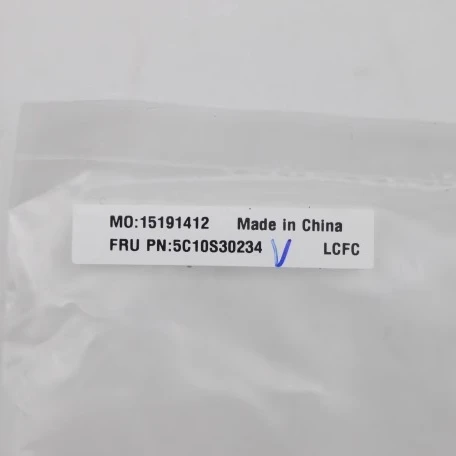 MO:15191412 Made in China
FRU PN:5C10S30234 LCFC